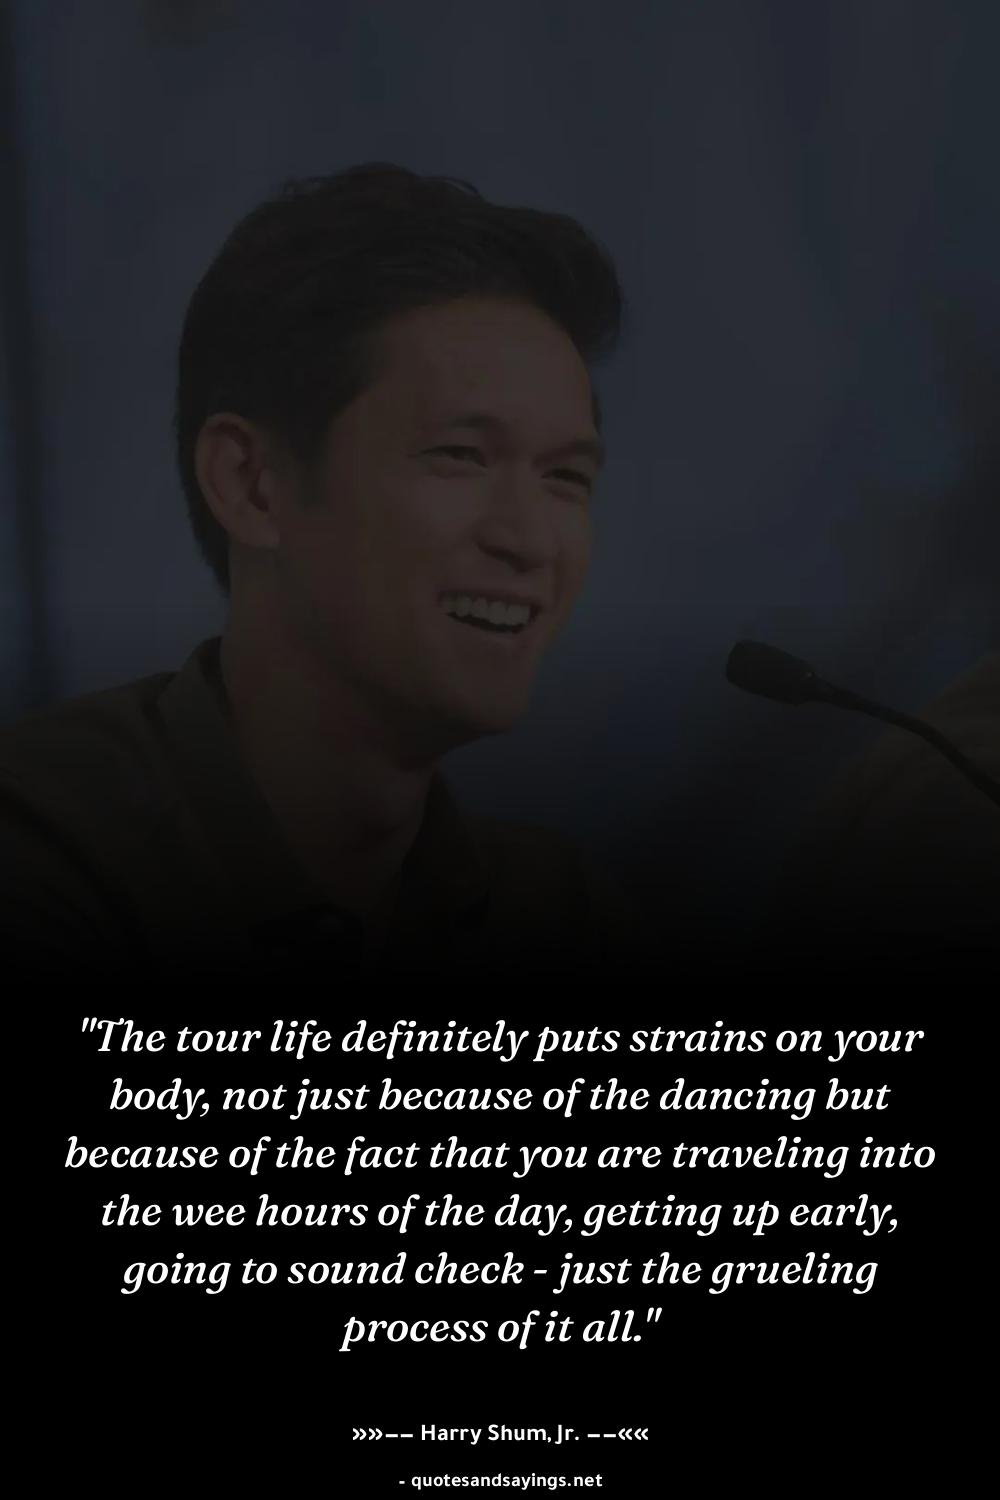 "The tour life definitely puts strains on your
body, not just because of the dancing but
because of the fact that you are traveling into
the wee hours of the day, getting up early,
going to sound check - just the grueling
process of it all."
»»–– Harry Shum, Jr. ––««
- quotesandsayings.net